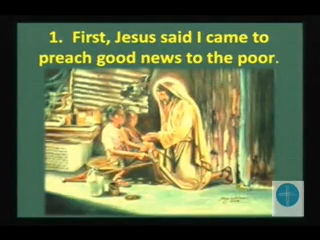 1. First, Jesus said I came to
preach good news to the poor.